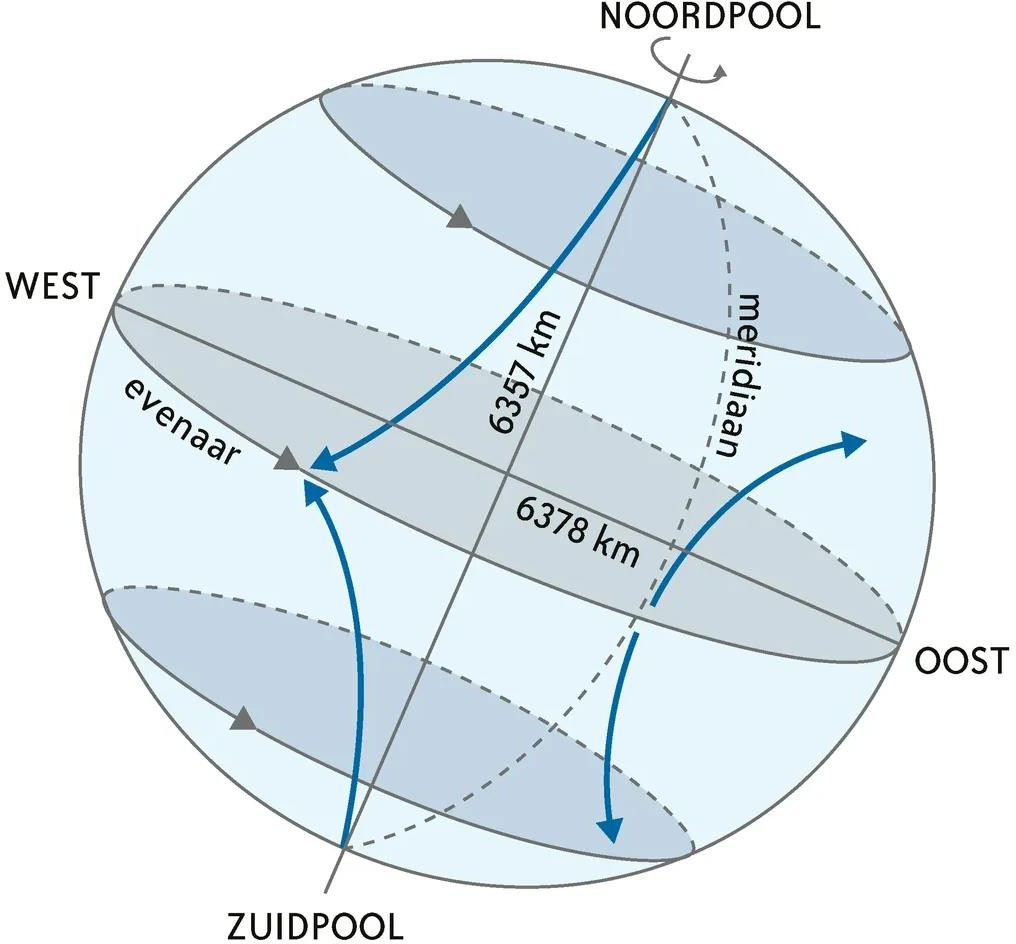 NOORDPOOL
WEST
evenaar
6357 km
meridiaan
6378 km
OOST
ZUIDPOOL